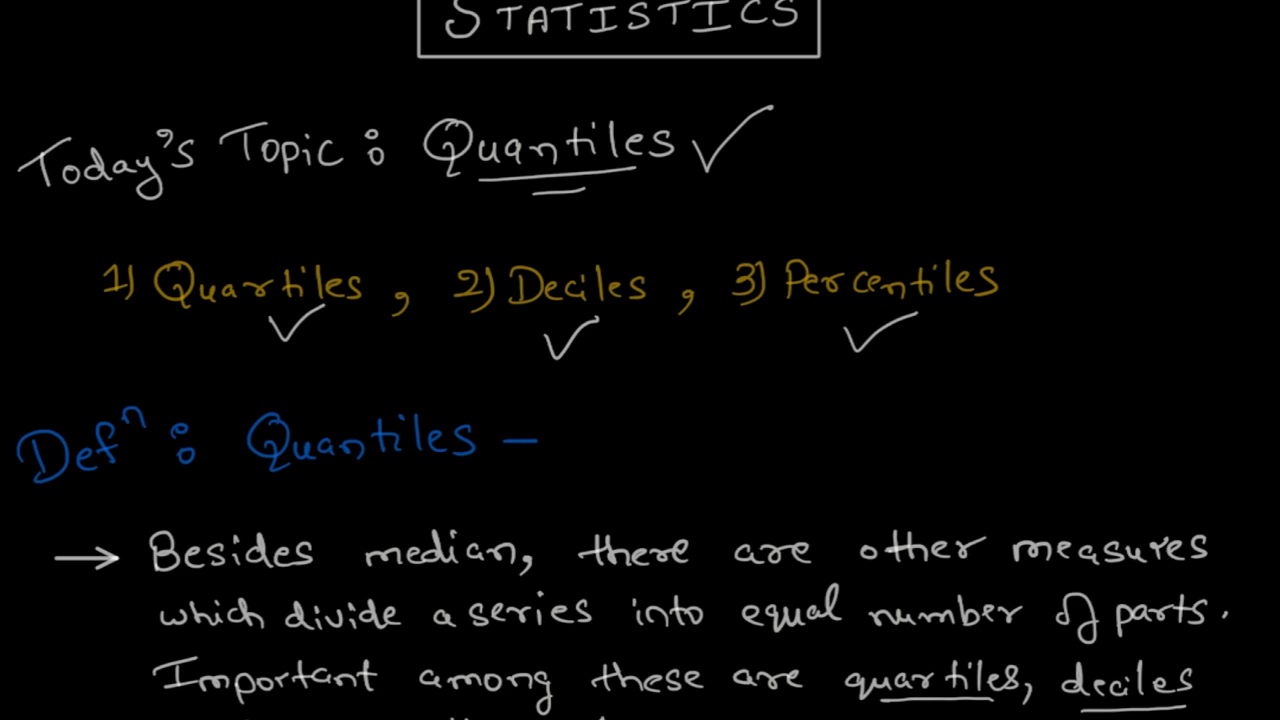 STATISTICS
Today's Topic : Quantiles
1) Quartiles , 2) Deciles , 3) Percentiles
Defⁿ : Quantiles –
→ Besides median, there are other measures
which divide a series into equal number of parts.
Important among these are quartiles, deciles